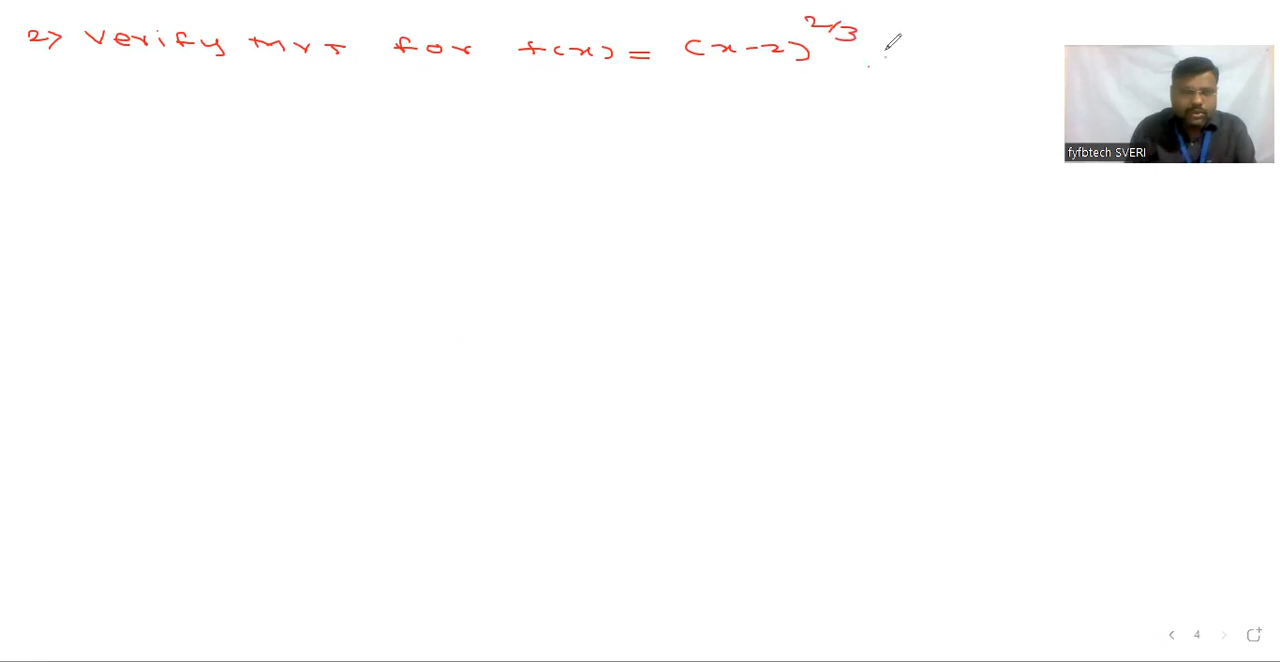 2) Verify MVT for f(x) = (x-2)^{2/3}
fyfbtech SVERI
4